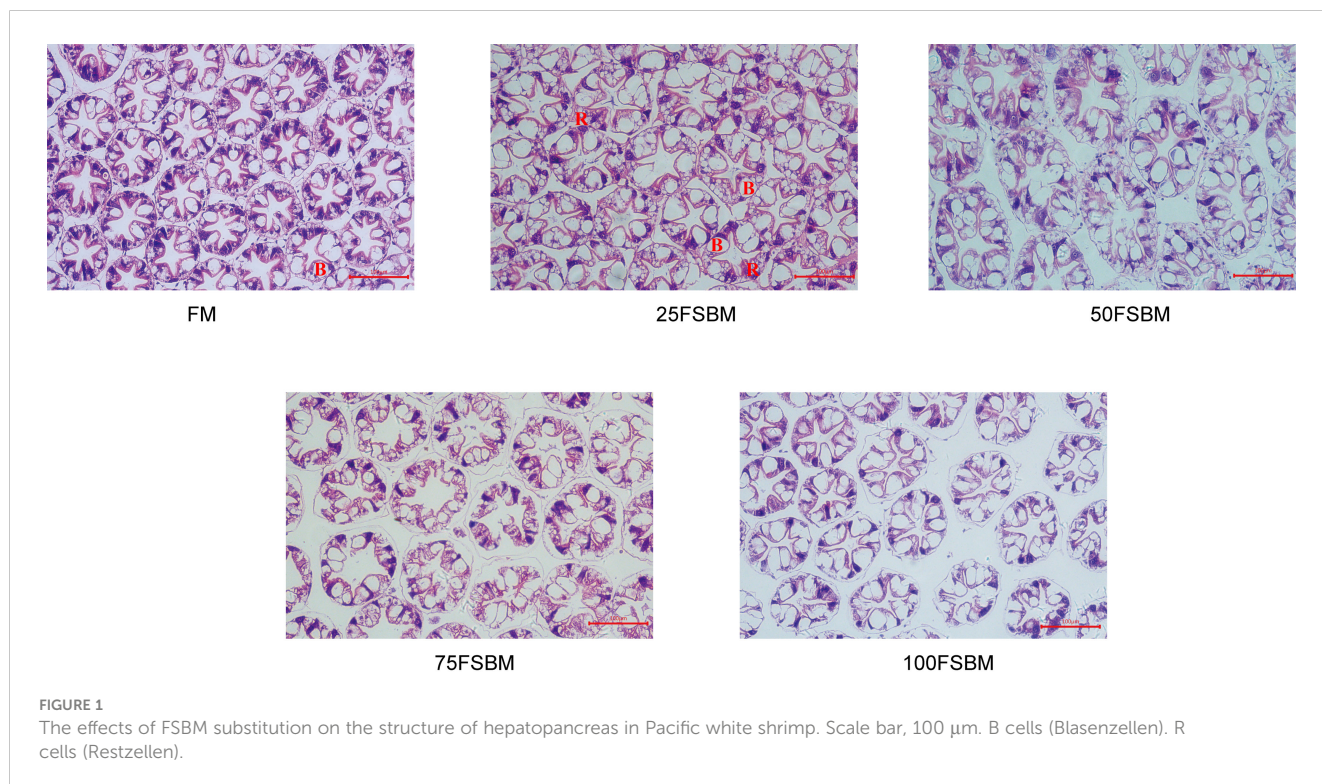 B
R
B
B
R
FM
25FSBM
50FSBM
100μm
75FSBM
100FSBM
FIGURE 1
The effects of FSBM substitution on the structure of hepatopancreas in Pacific white shrimp. Scale bar, 100 μm. B cells (Blasenzellen). R
cells (Restzellen).